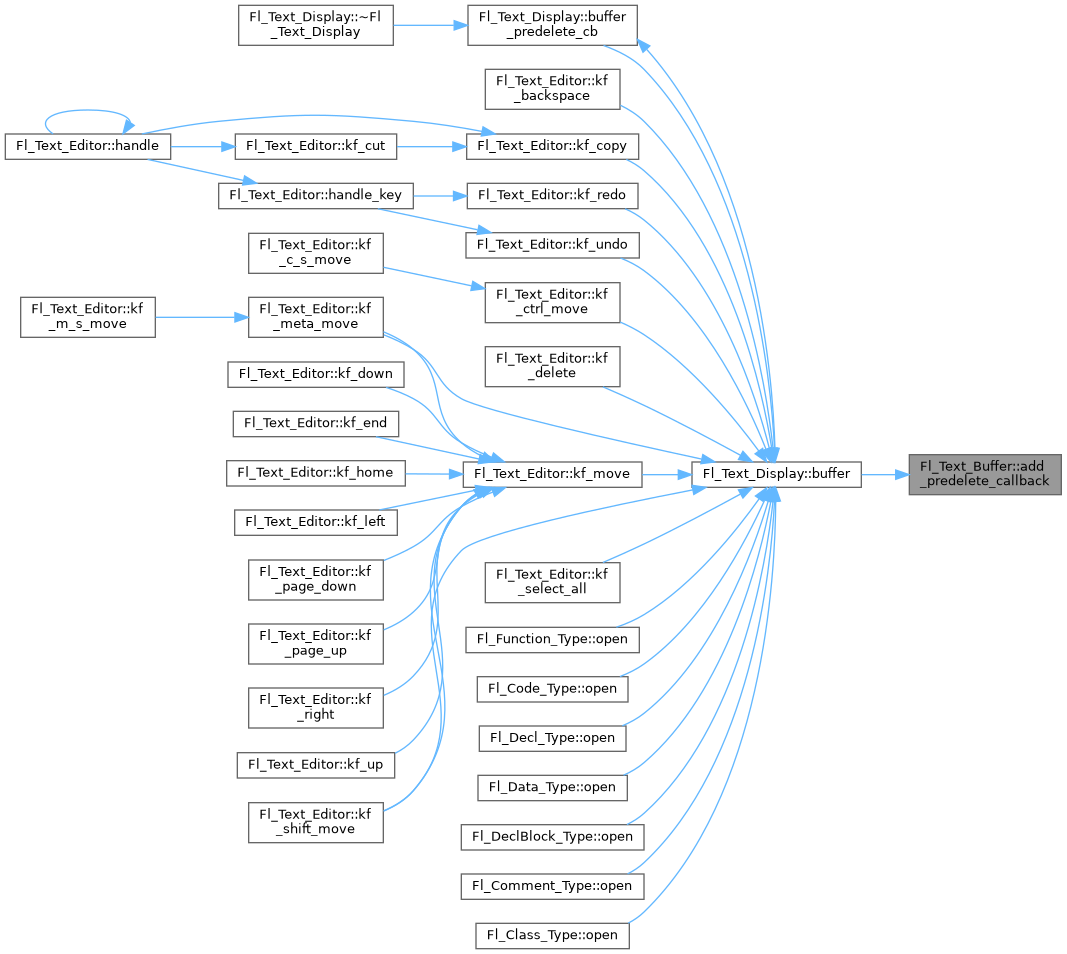 Fl_Text_Display::~Fl
_Text_Display
Fl_Text_Display::buffer
_predelete_cb
Fl_Text_Editor::kf
_backspace
Fl_Text_Editor::handle
Fl_Text_Editor::kf_cut
Fl_Text_Editor::kf_copy
Fl_Text_Editor::handle_key
Fl_Text_Editor::kf_redo
Fl_Text_Editor::kf_undo
Fl_Text_Editor::kf
_c_s_move
Fl_Text_Editor::kf
_ctrl_move
Fl_Text_Editor::kf
_m_s_move
Fl_Text_Editor::kf
_meta_move
Fl_Text_Editor::kf
_delete
Fl_Text_Editor::kf_down
Fl_Text_Editor::kf_end
Fl_Text_Editor::kf_home
Fl_Text_Editor::kf_move
Fl_Text_Display::buffer
Fl_Text_Buffer::add
_predelete_callback
Fl_Text_Editor::kf_left
Fl_Text_Editor::kf
_page_down
Fl_Text_Editor::kf
_select_all
Fl_Text_Editor::kf
_page_up
Fl_Function_Type::open
Fl_Text_Editor::kf
_right
Fl_Code_Type::open
Fl_Decl_Type::open
Fl_Text_Editor::kf_up
Fl_Data_Type::open
Fl_Text_Editor::kf
_shift_move
Fl_DeclBlock_Type::open
Fl_Comment_Type::open
Fl_Class_Type::open